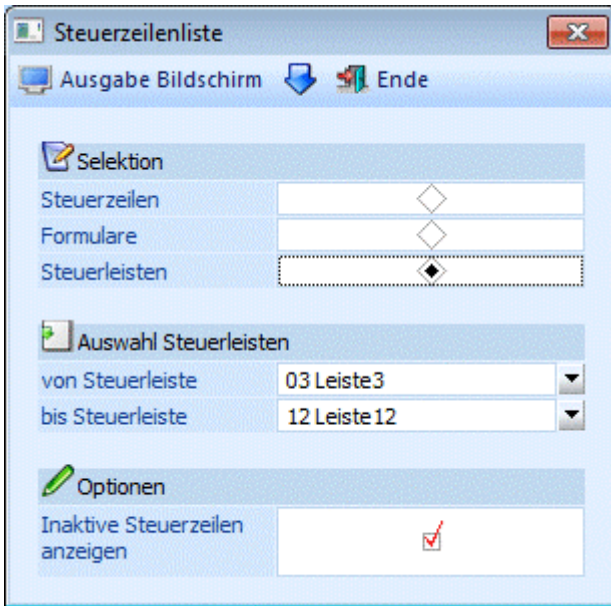 Steuerzeilenliste
Ausgabe Bildschirm Ende
Selektion
Steuerzeilen
Formulare
Steuerleisten
Auswahl Steuerleisten
von Steuerleiste 03 Leiste3
bis Steuerleiste 12 Leiste12
Optionen
Inaktive Steuerzeilen
anzeigen